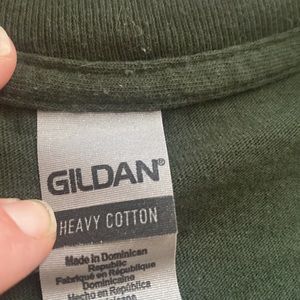 GILDAN®
HEAVY COTTON
Made in Dominican
Republic
Fabriqué en République
Dominicaine
Hecho en República